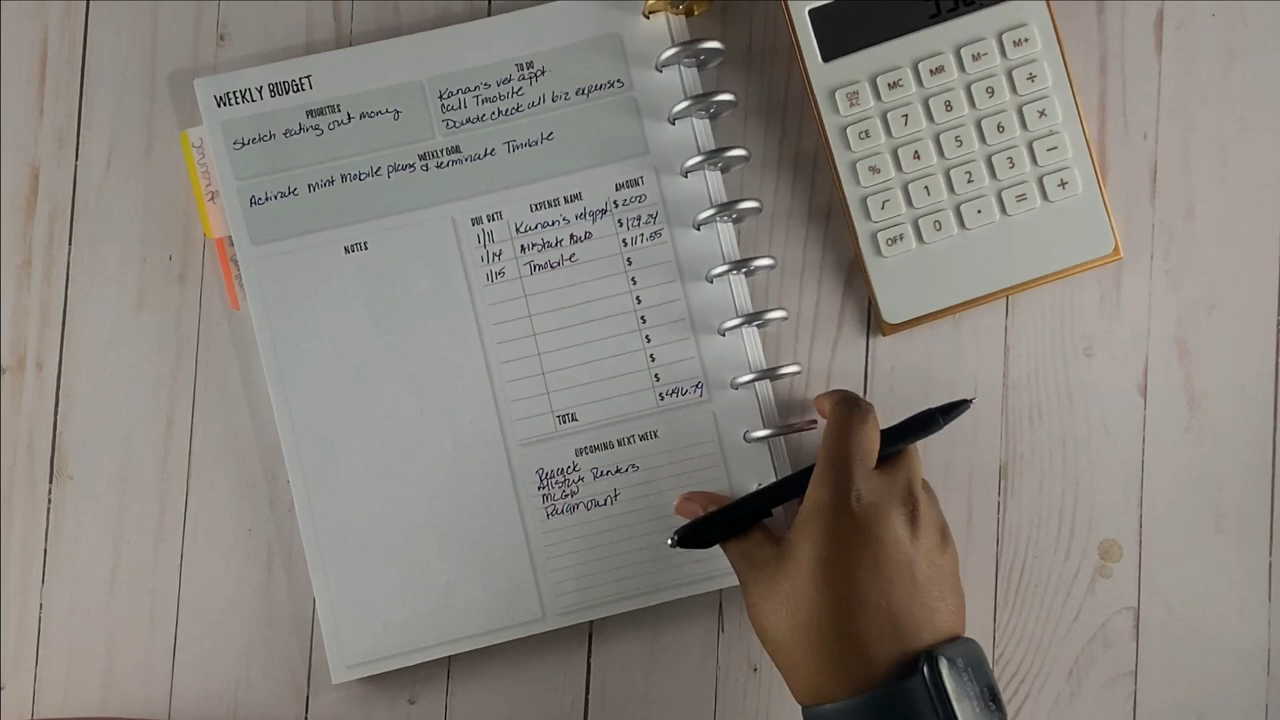 WEEKLY BUDGET
PRIORITIES
Stretch eating out money
TO DO
Kanan's vet appt.
Call Tmobile
Double check all biz expenses
WEEKLY GOAL
Activate Mint Mobile plans & terminate Tmobile
NOTES
DUE DATE EXPENSE NAME AMOUNT
1/11 Kanan's vet appt $200
1/14 Allstate Auto $129.24
1/15 Tmobile $117.55
$
$
$
$
$
$
$
TOTAL $446.79
UPCOMING NEXT WEEK
Peacock
Allstate Renters
MLGW
Paramount
ON AC MC MR M- M+
CE 7 8 9 ÷
% 4 5 6 ×
√ 1 2 3 −
OFF 0 . = +